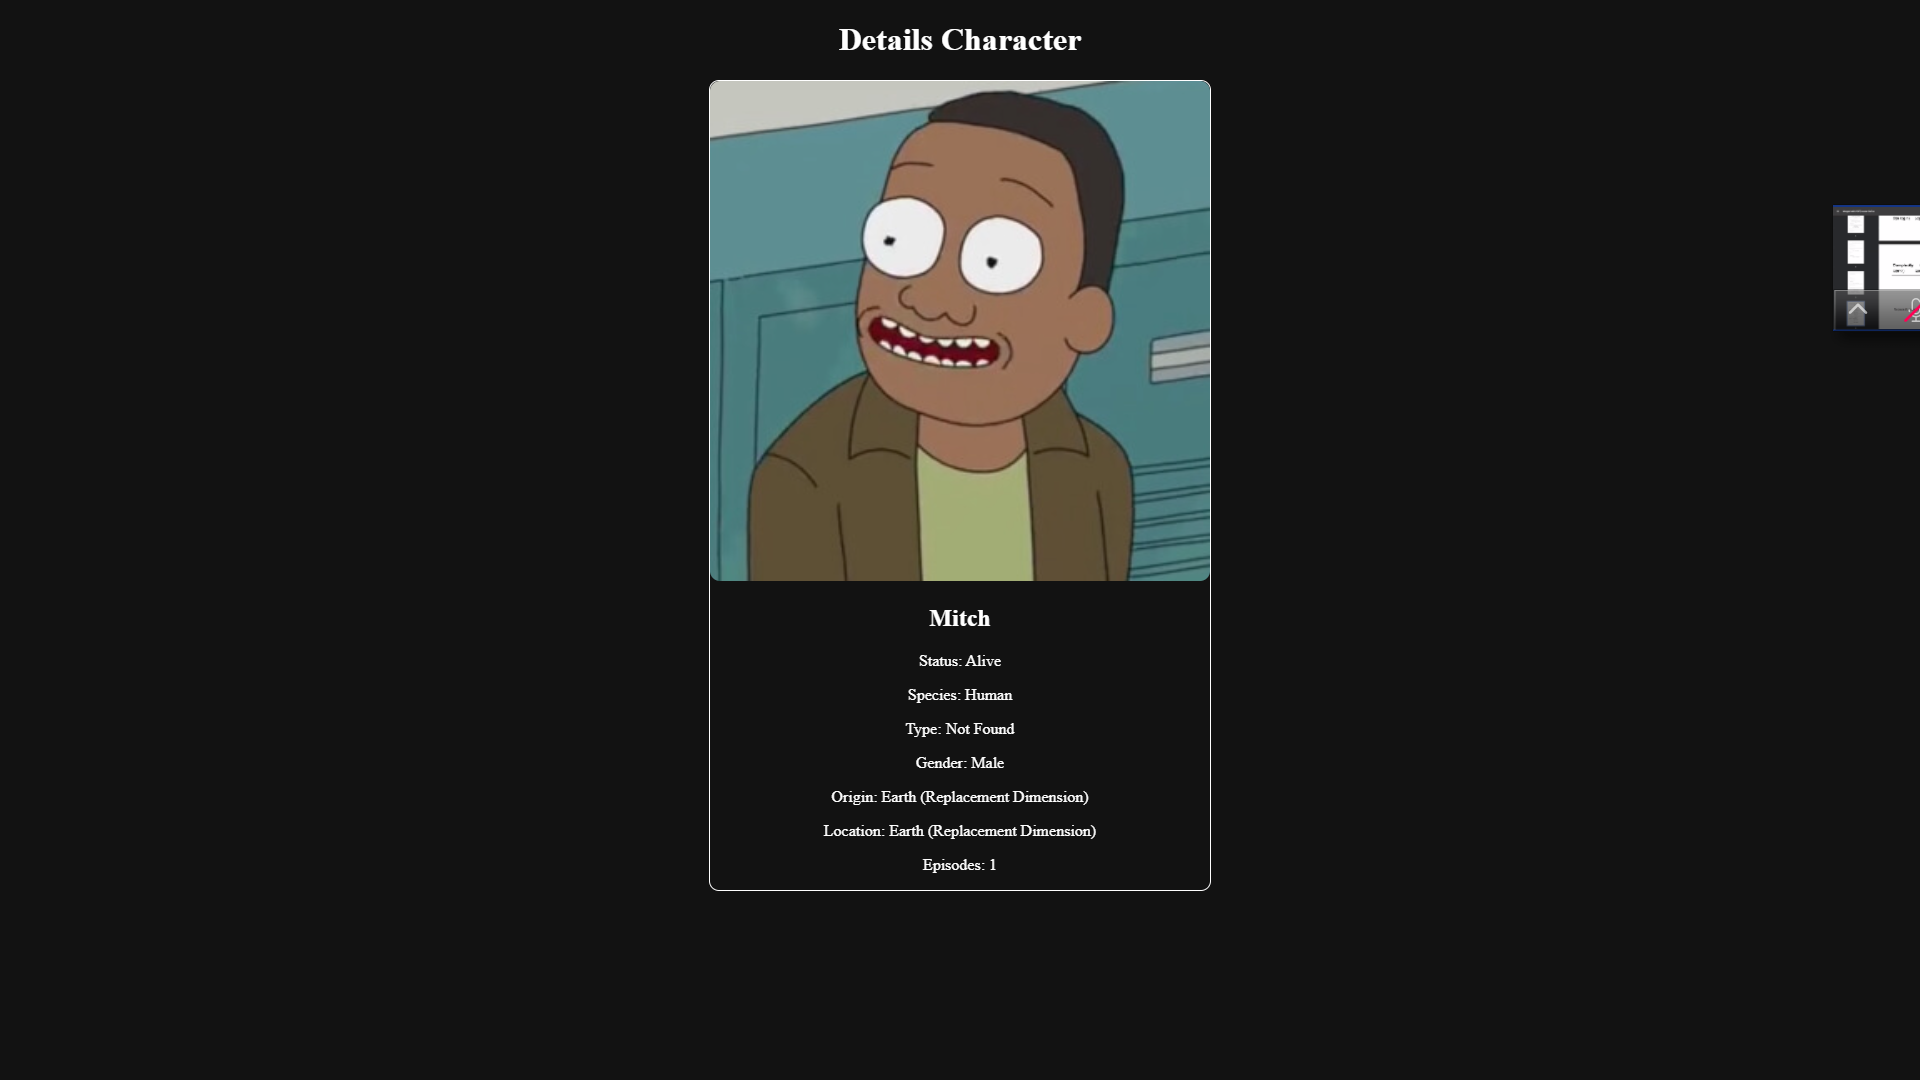 Details Character
Mitch
Status: Alive
Species: Human
Type: Not Found
Gender: Male
Origin: Earth (Replacement Dimension)
Location: Earth (Replacement Dimension)
Episodes: 1